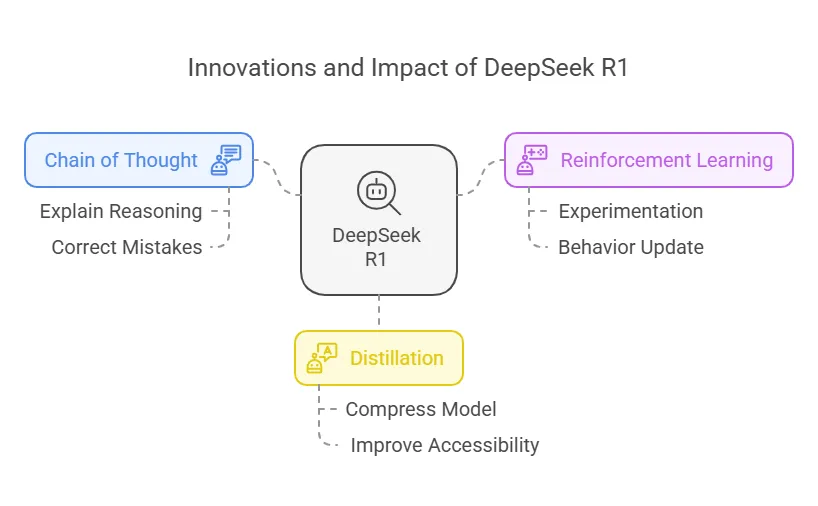 Innovations and Impact of DeepSeek R1
Chain of Thought
Explain Reasoning
Correct Mistakes
DeepSeek
R1
Reinforcement Learning
Experimentation
Behavior Update
Distillation
Compress Model
Improve Accessibility